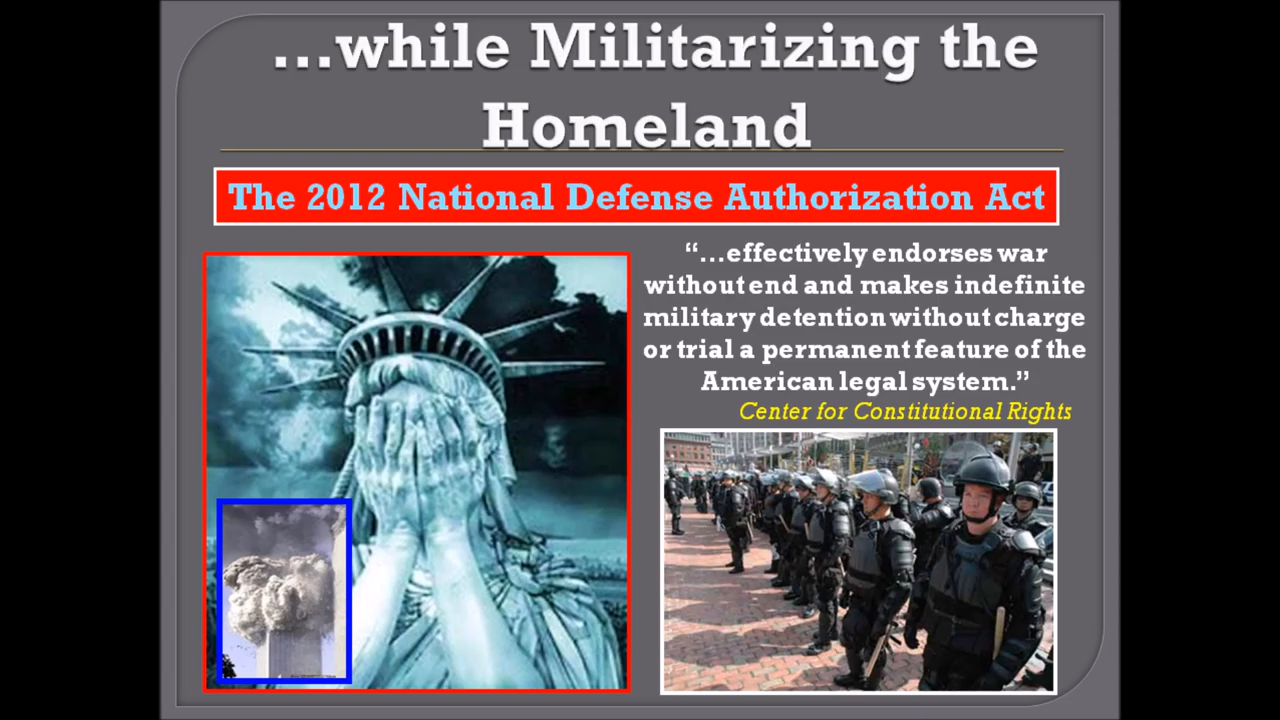 ...while Militarizing the
Homeland
The 2012 National Defense Authorization Act
“...effectively endorses war
without end and makes indefinite
military detention without charge
or trial a permanent feature of the
American legal system.”
Center for Constitutional Rights